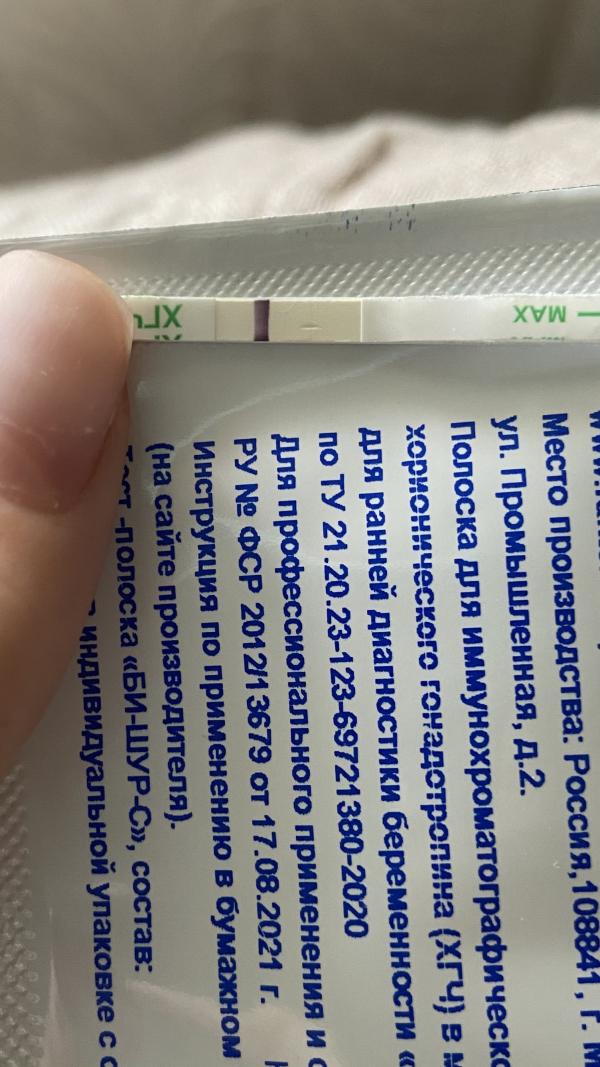 ХГЧ
MAX
Место производства: Россия,108841, г. М
ул. Промышленная, д.2.
Полоска для иммунохроматографическо
хорионического гонадотропина (ХГЧ) в
для ранней диагностики беременности «
по ТУ 21.20.23-123-69721380-2020
Для профессионального применения и
РУ № ФСР 2012/13679 от 17.08.2021 г.
Инструкция по применению в бумажном
(на сайте производителя).
-полоска «БИ-ШУР-С», состав:
индивидуальной упаковке с